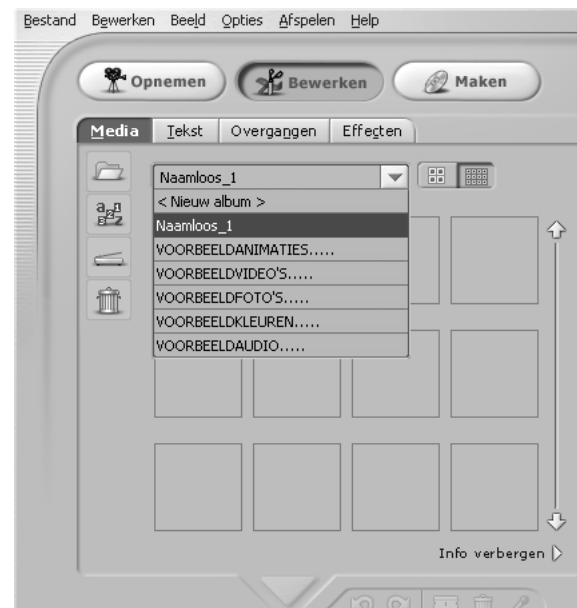 Bestand Bewerken Beeld Opties Afspelen Help
Opnemen Bewerken Maken
Media Tekst Overgangen Effecten
Naamloos_1
< Nieuw album >
Naamloos_1
VOORBEELDANIMATIES.....
VOORBEELDVIDEO'S.....
VOORBEELDFOTO'S.....
VOORBEELDKLEUREN.....
VOORBEELDAUDIO.....
Info verbergen